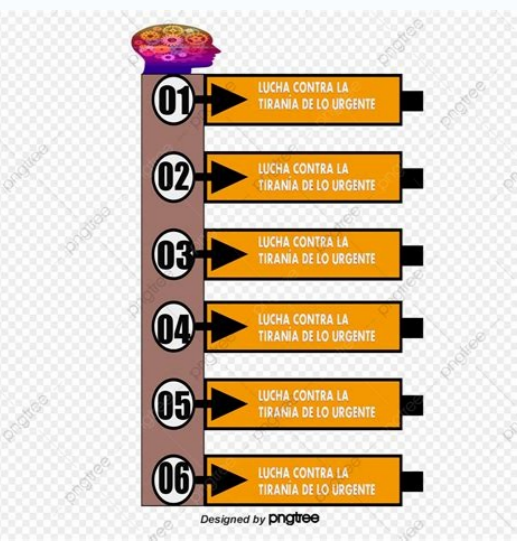 01
LUCHA CONTRA LA
TIRANÍA DE LO URGENTE
02
LUCHA CONTRA LA
TIRANÍA DE LO URGENTE
03
LUCHA CONTRA LA
TIRANÍA DE LO URGENTE
04
LUCHA CONTRA LA
TIRANÍA DE LO URGENTE
05
LUCHA CONTRA LA
TIRANÍA DE LO URGENTE
06
LUCHA CONTRA LA
TIRANÍA DE LO URGENTE
Designed by pngtree